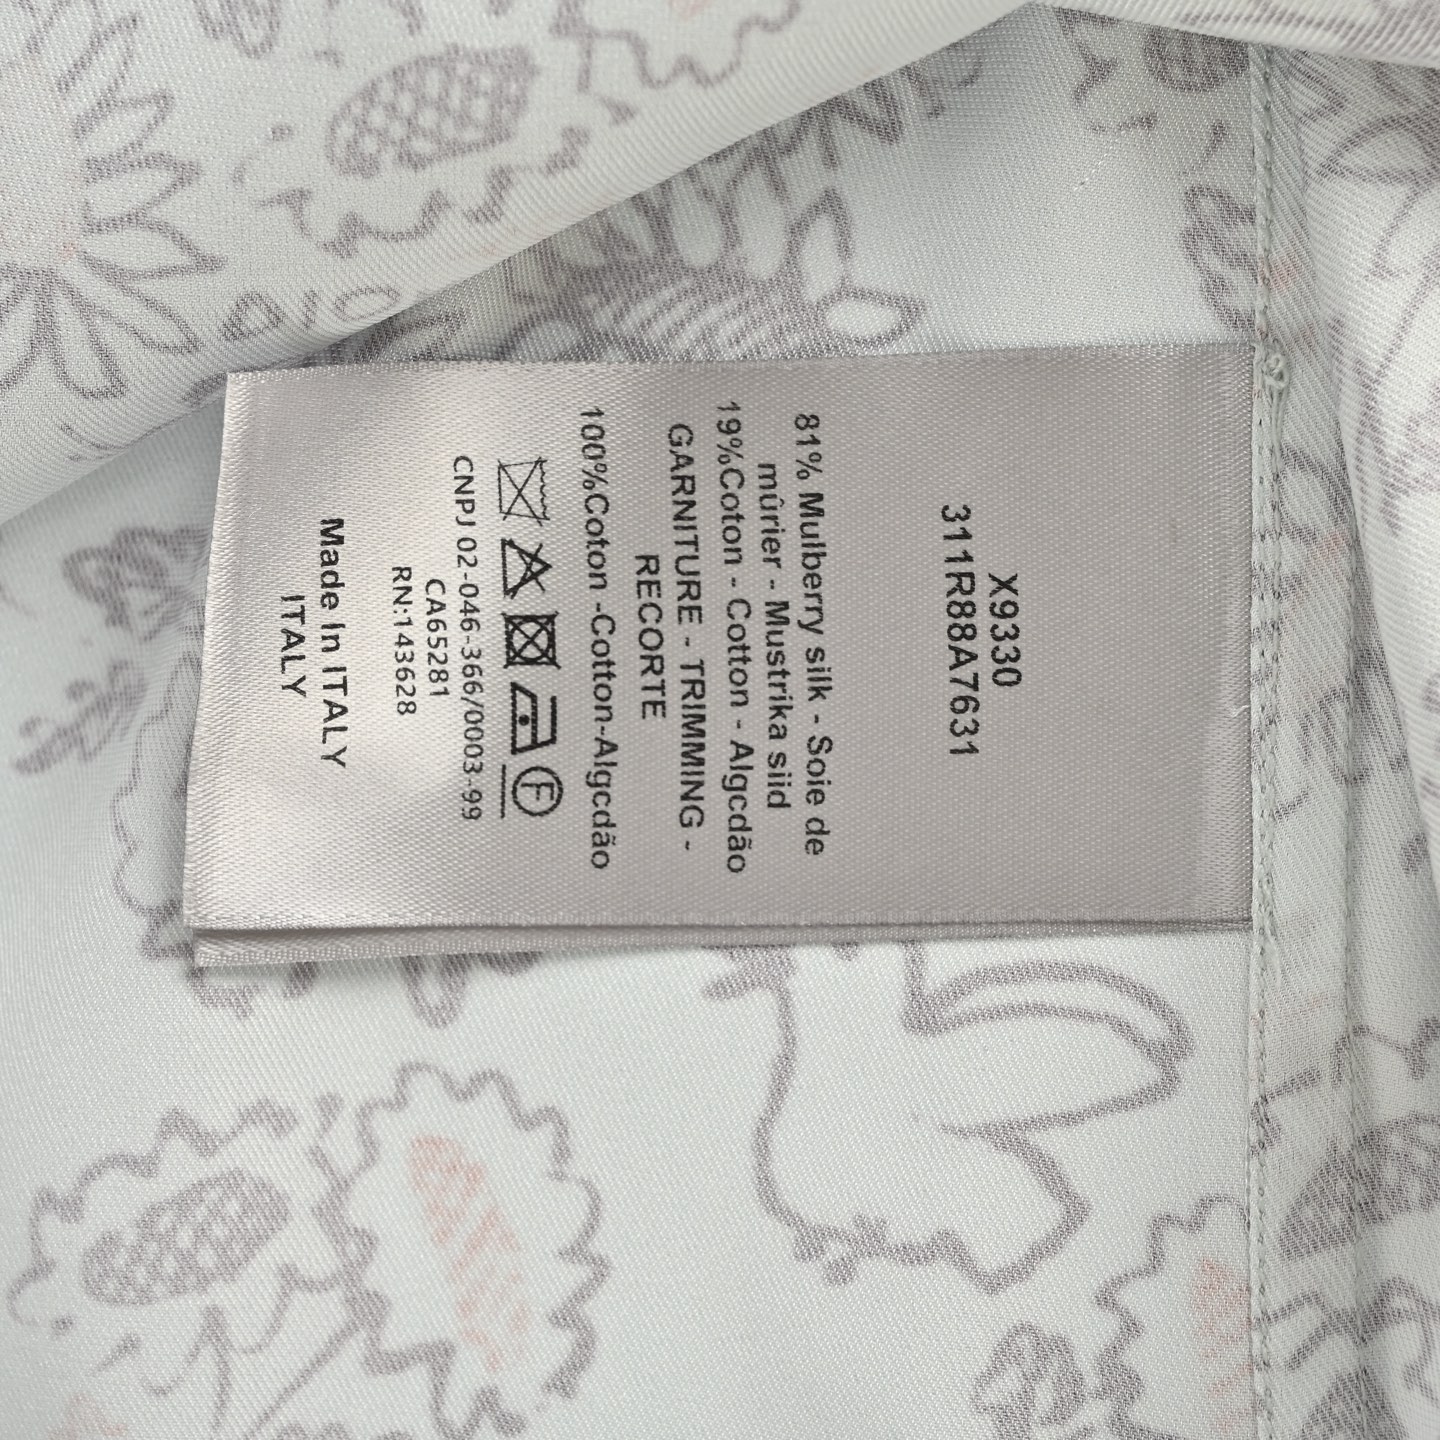 X9330
311R88A7631
81% Mulberry silk - Soie de
mûrier - Mustrika siid
19%Coton - Cotton - Algcdão
GARNITURE - TRIMMING -
RECORTE
100%Coton -Cotton-Algcdão
F
CNPJ 02-046-366/0003-99
CA65281
RN:143628
Made In ITALY
ITALY